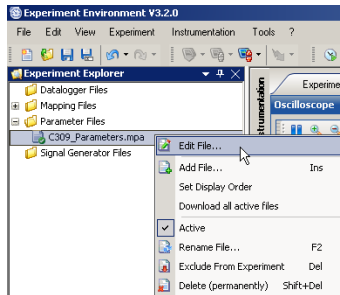 Experiment Environment V3.2.0
File Edit View Experiment Instrumentation Tools ?
Experiment Explorer
Datalogger Files
Mapping Files
Parameter Files
C309_Parameters.mpa
Signal Generator Files
Instrumentation
Experime
Oscilloscope
Edit File...
Add File... Ins
Set Display Order
Download all active files
Active
Rename File... F2
Exclude From Experiment Del
Delete (permanently) Shift+Del